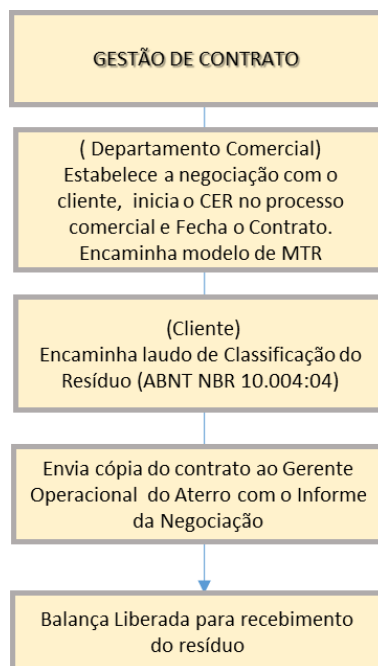 GESTÃO DE CONTRATO
( Departamento Comercial)
Estabelece a negociação com o
cliente, inicia o CER no processo
comercial e Fecha o Contrato.
Encaminha modelo de MTR
(Cliente)
Encaminha laudo de Classificação do
Resíduo (ABNT NBR 10.004:04)
Envia cópia do contrato ao Gerente
Operacional do Aterro com o Informe
da Negociação
Balança Liberada para recebimento
do resíduo